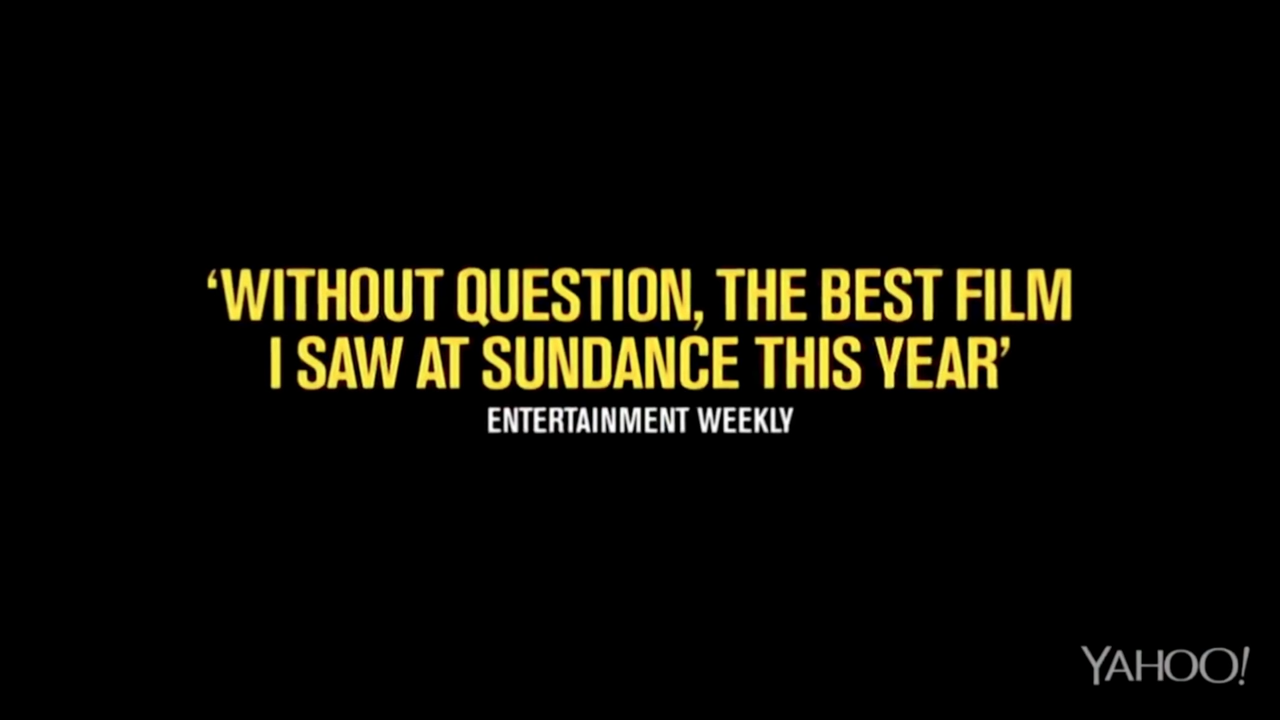 ‘WITHOUT QUESTION, THE BEST FILM
I SAW AT SUNDANCE THIS YEAR’
ENTERTAINMENT WEEKLY
YAHOO!